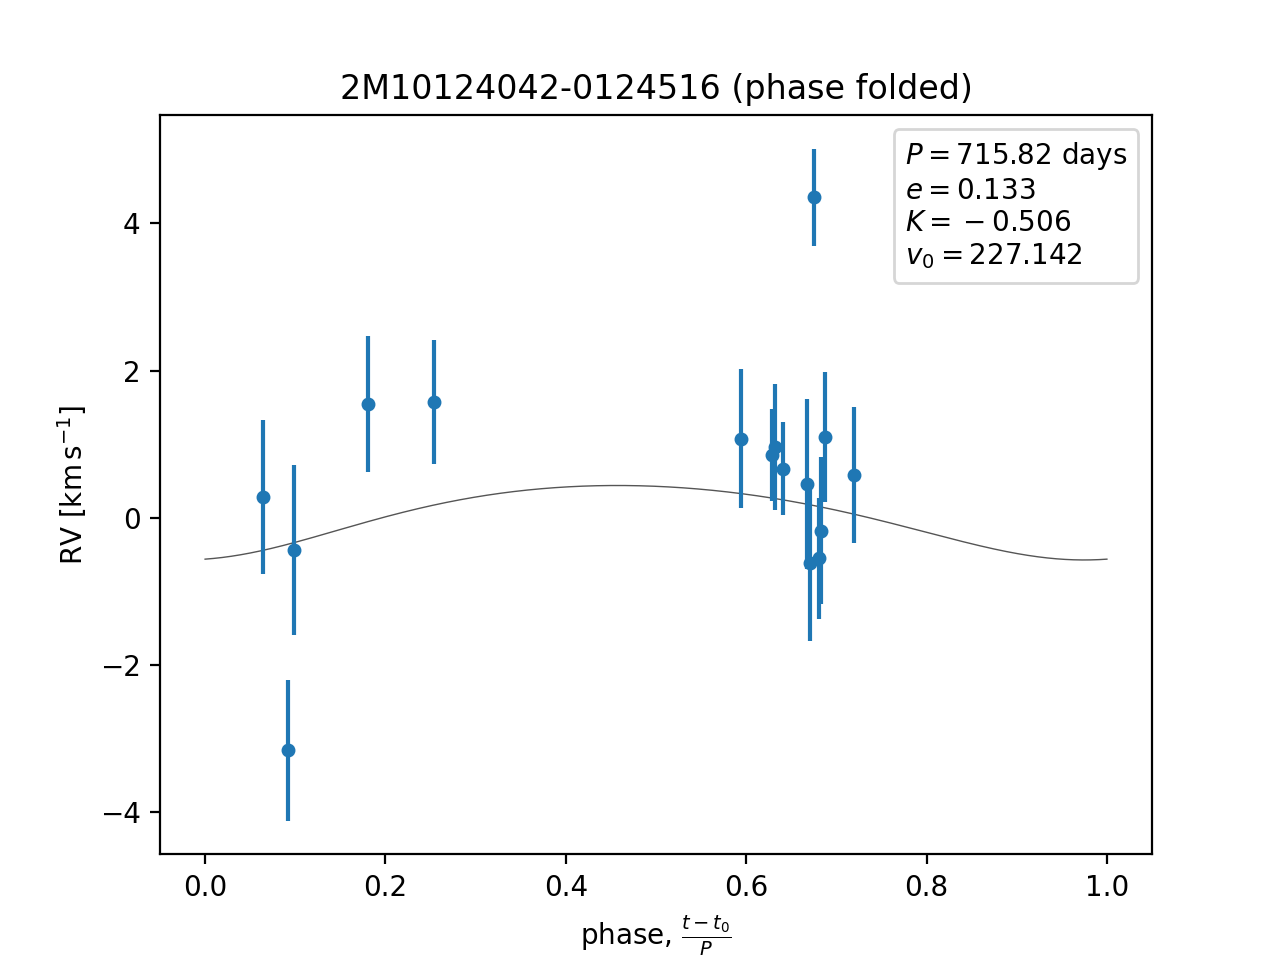 2M10124042-0124516 (phase folded)
P = 715.82 days
e = 0.133
K = −0.506
v₀ = 227.142
4
2
0
−2
−4
RV [km s⁻¹]
0.0 0.2 0.4 0.6 0.8 1.0
phase, (t − t₀)/P